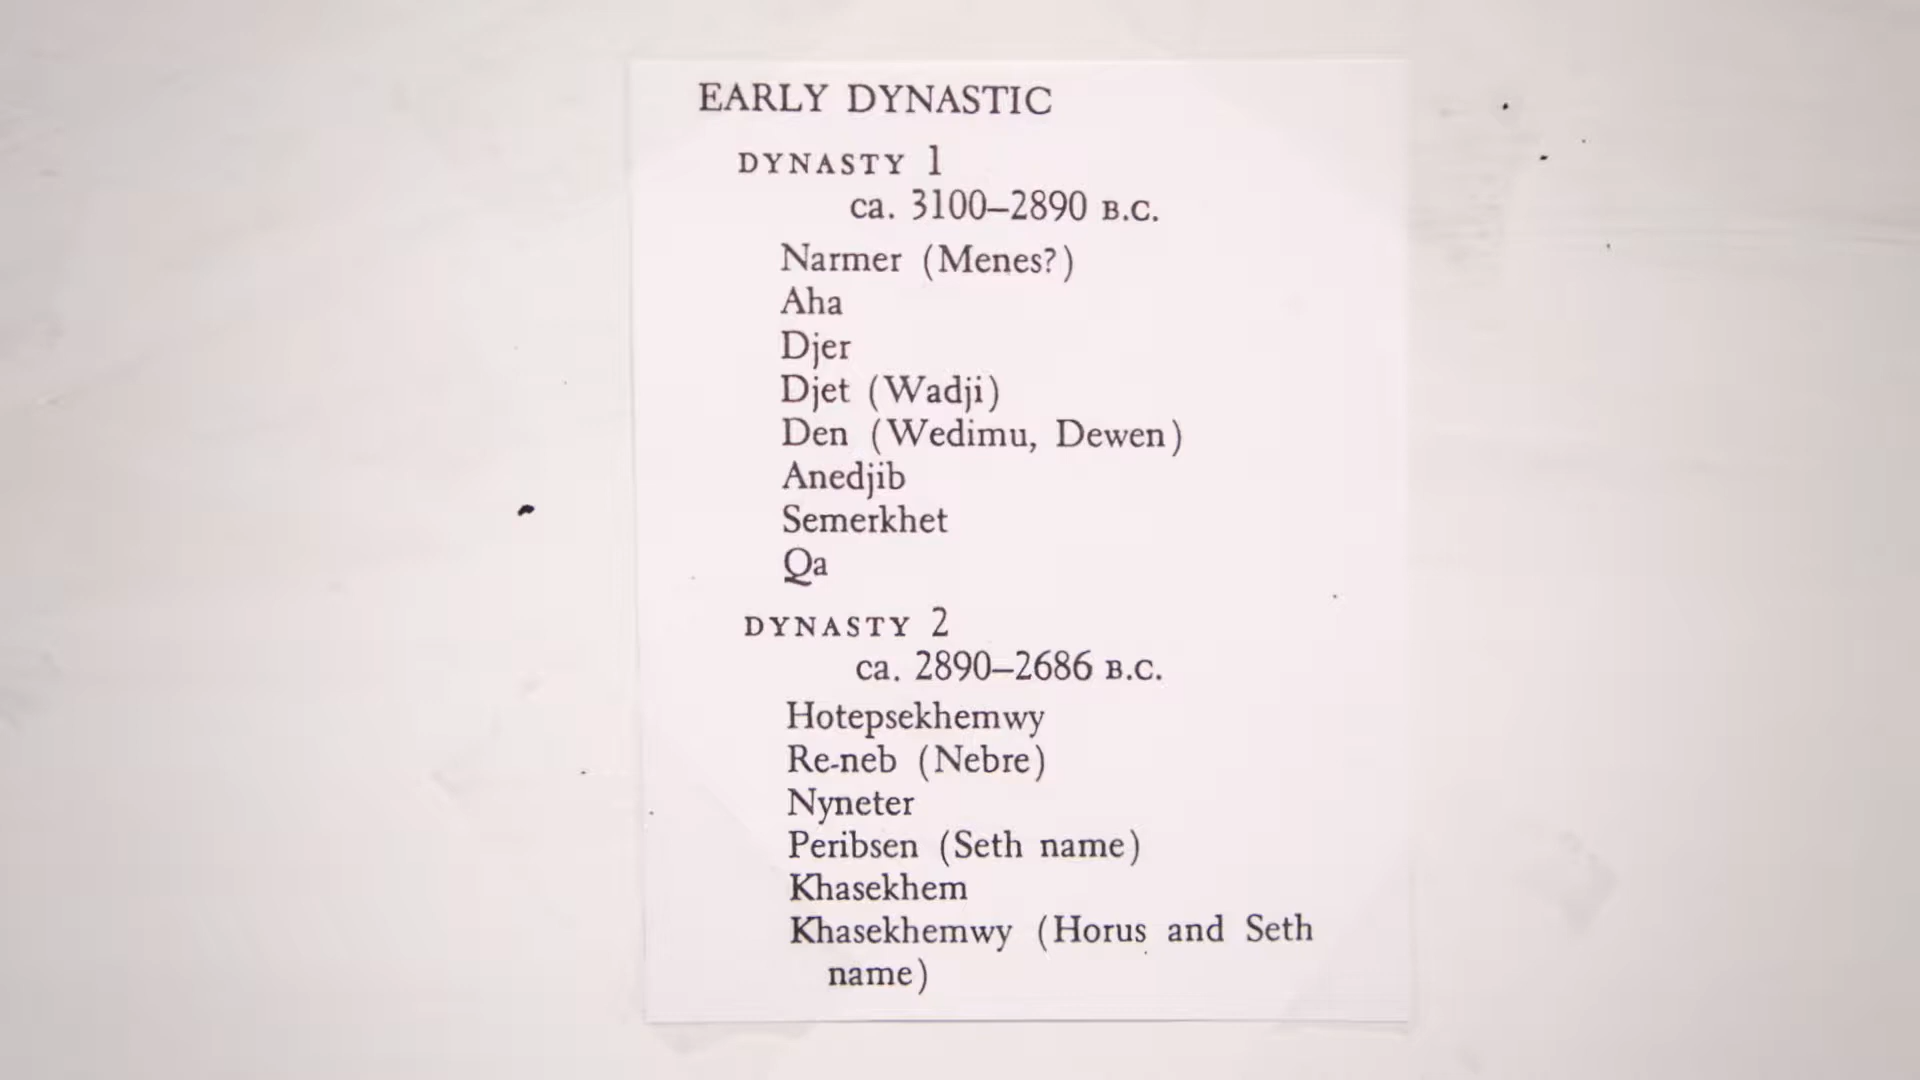 EARLY DYNASTIC
DYNASTY 1
ca. 3100–2890 B.C.
Narmer (Menes?)
Aha
Djer
Djet (Wadji)
Den (Wedimu, Dewen)
Anedjib
Semerkhet
Qa
DYNASTY 2
ca. 2890–2686 B.C.
Hotepsekhemwy
Re-neb (Nebre)
Nyneter
Peribsen (Seth name)
Khasekhem
Khasekhemwy (Horus and Seth
name)